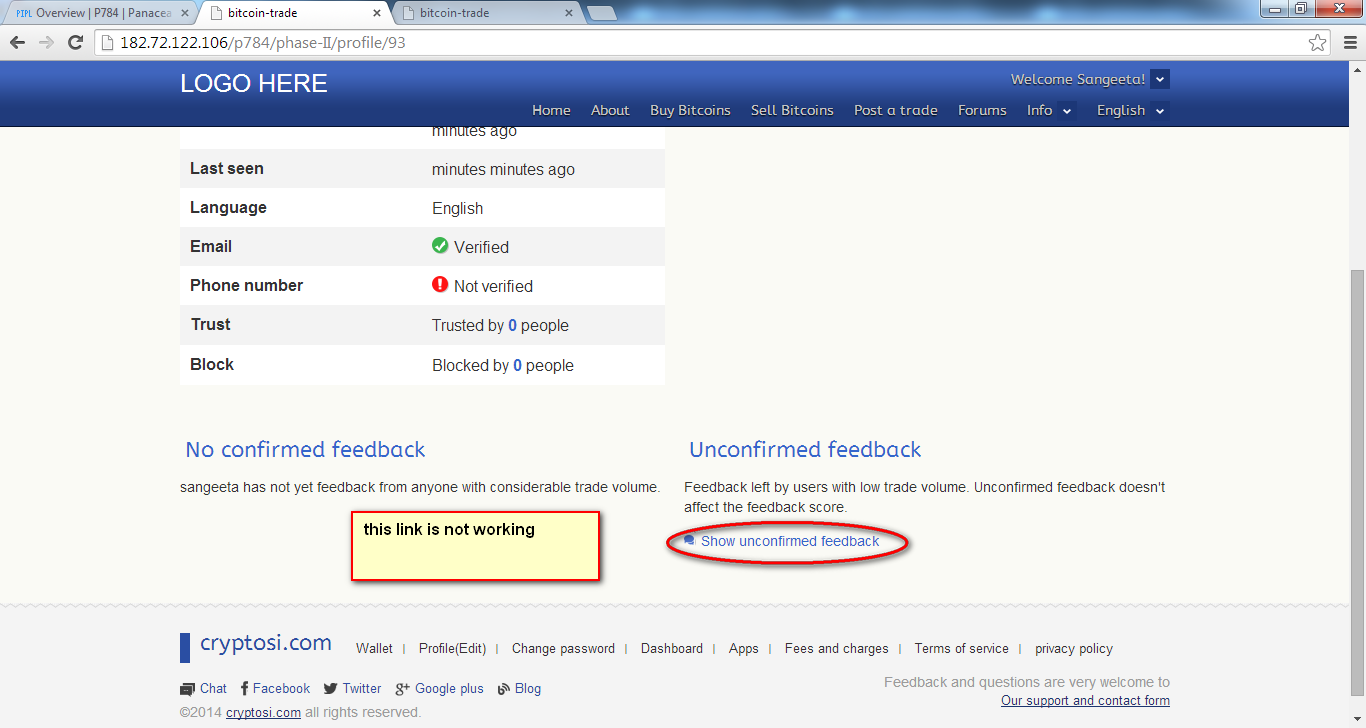 PIPL Overview | P784 | Panacea
bitcoin-trade
bitcoin-trade
182.72.122.106/p784/phase-II/profile/93
LOGO HERE
Welcome Sangeeta!
Home About Buy Bitcoins Sell Bitcoins Post a trade Forums Info English
minutes ago
Last seen minutes minutes ago
Language English
Email Verified
Phone number Not verified
Trust Trusted by 0 people
Block Blocked by 0 people
No confirmed feedback
sangeeta has not yet feedback from anyone with considerable trade volume.
Unconfirmed feedback
Feedback left by users with low trade volume. Unconfirmed feedback doesn't
affect the feedback score.
this link is not working
Show unconfirmed feedback
cryptosi.com
Wallet | Profile(Edit) | Change password | Dashboard | Apps | Fees and charges | Terms of service | privacy policy
Chat Facebook Twitter Google plus Blog
Feedback and questions are very welcome to
Our support and contact form
©2014 cryptosi.com all rights reserved.